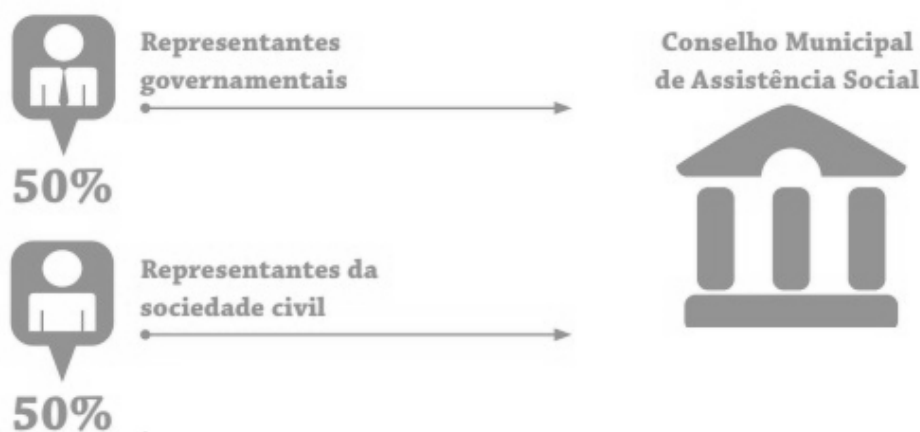 Representantes
governamentais
50%
Conselho Municipal
de Assistência Social
Representantes da
sociedade civil
50%